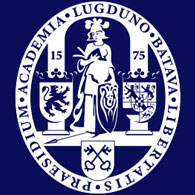 ACADEMIA · LUGDUNO · BATAVA · LIBERTATIS · PRAESIDIUM ·
15 75